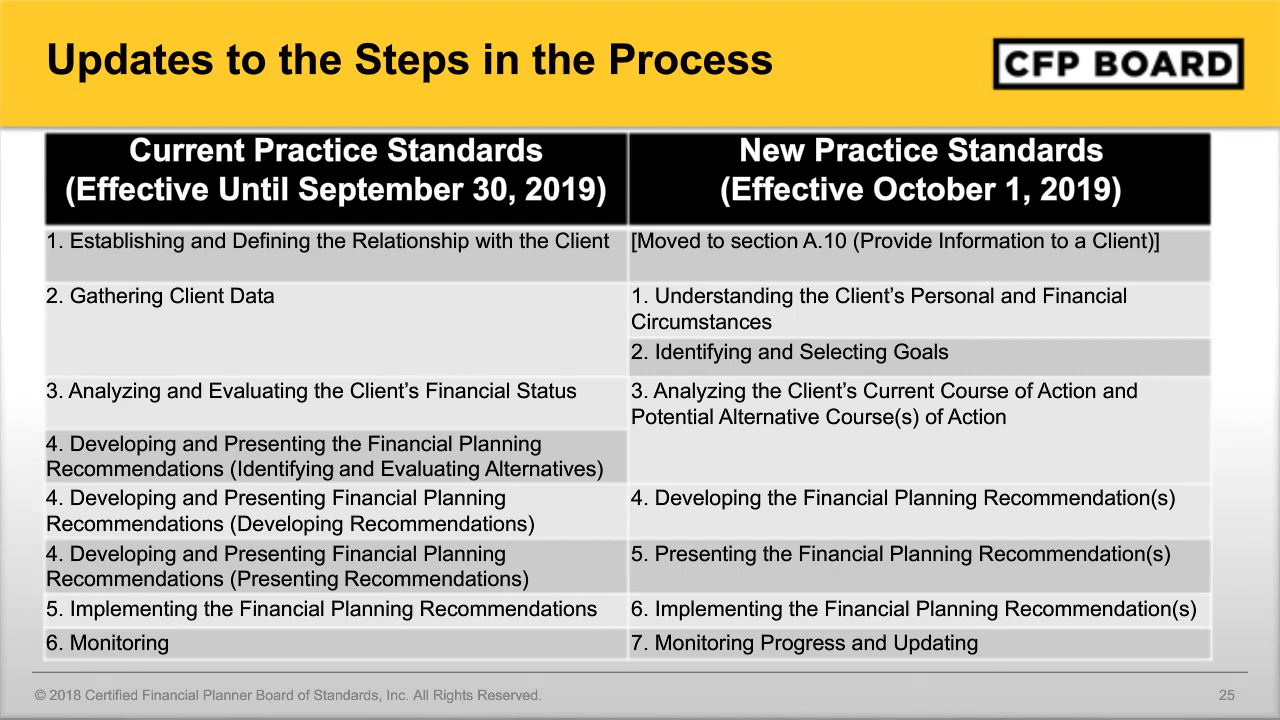 Updates to the Steps in the Process
CFP BOARD
Current Practice Standards
(Effective Until September 30, 2019)
New Practice Standards
(Effective October 1, 2019)
1. Establishing and Defining the Relationship with the Client
[Moved to section A.10 (Provide Information to a Client)]
2. Gathering Client Data
1. Understanding the Client’s Personal and Financial
Circumstances
2. Identifying and Selecting Goals
3. Analyzing and Evaluating the Client’s Financial Status
3. Analyzing the Client’s Current Course of Action and
Potential Alternative Course(s) of Action
4. Developing and Presenting the Financial Planning
Recommendations (Identifying and Evaluating Alternatives)
4. Developing and Presenting Financial Planning
Recommendations (Developing Recommendations)
4. Developing the Financial Planning Recommendation(s)
4. Developing and Presenting Financial Planning
Recommendations (Presenting Recommendations)
5. Presenting the Financial Planning Recommendation(s)
5. Implementing the Financial Planning Recommendations
6. Implementing the Financial Planning Recommendation(s)
6. Monitoring
7. Monitoring Progress and Updating
© 2018 Certified Financial Planner Board of Standards, Inc. All Rights Reserved.
25